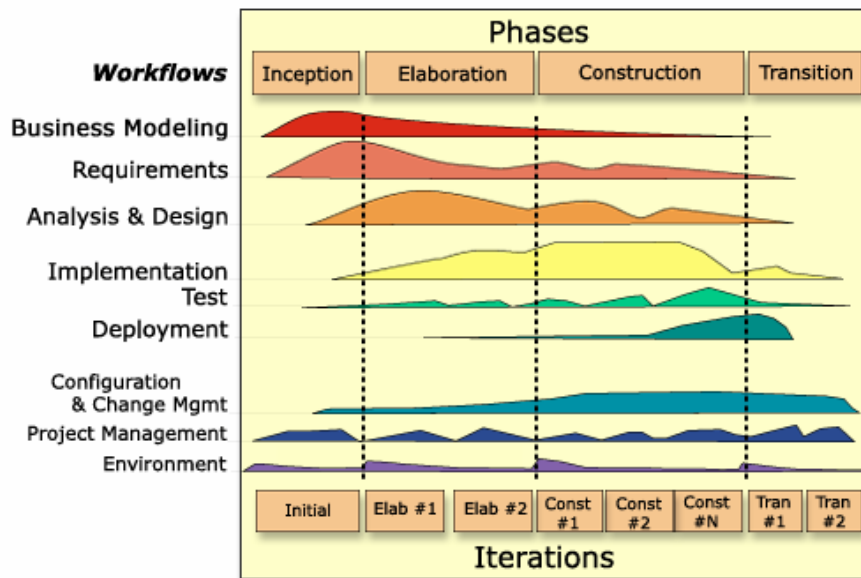 Phases
Workflows
Inception
Elaboration
Construction
Transition
Business Modeling
Requirements
Analysis & Design
Implementation
Test
Deployment
Configuration
& Change Mgmt
Project Management
Environment
Initial
Elab #1
Elab #2
Const
#1
Const
#2
Const
#N
Tran
#1
Tran
#2
Iterations